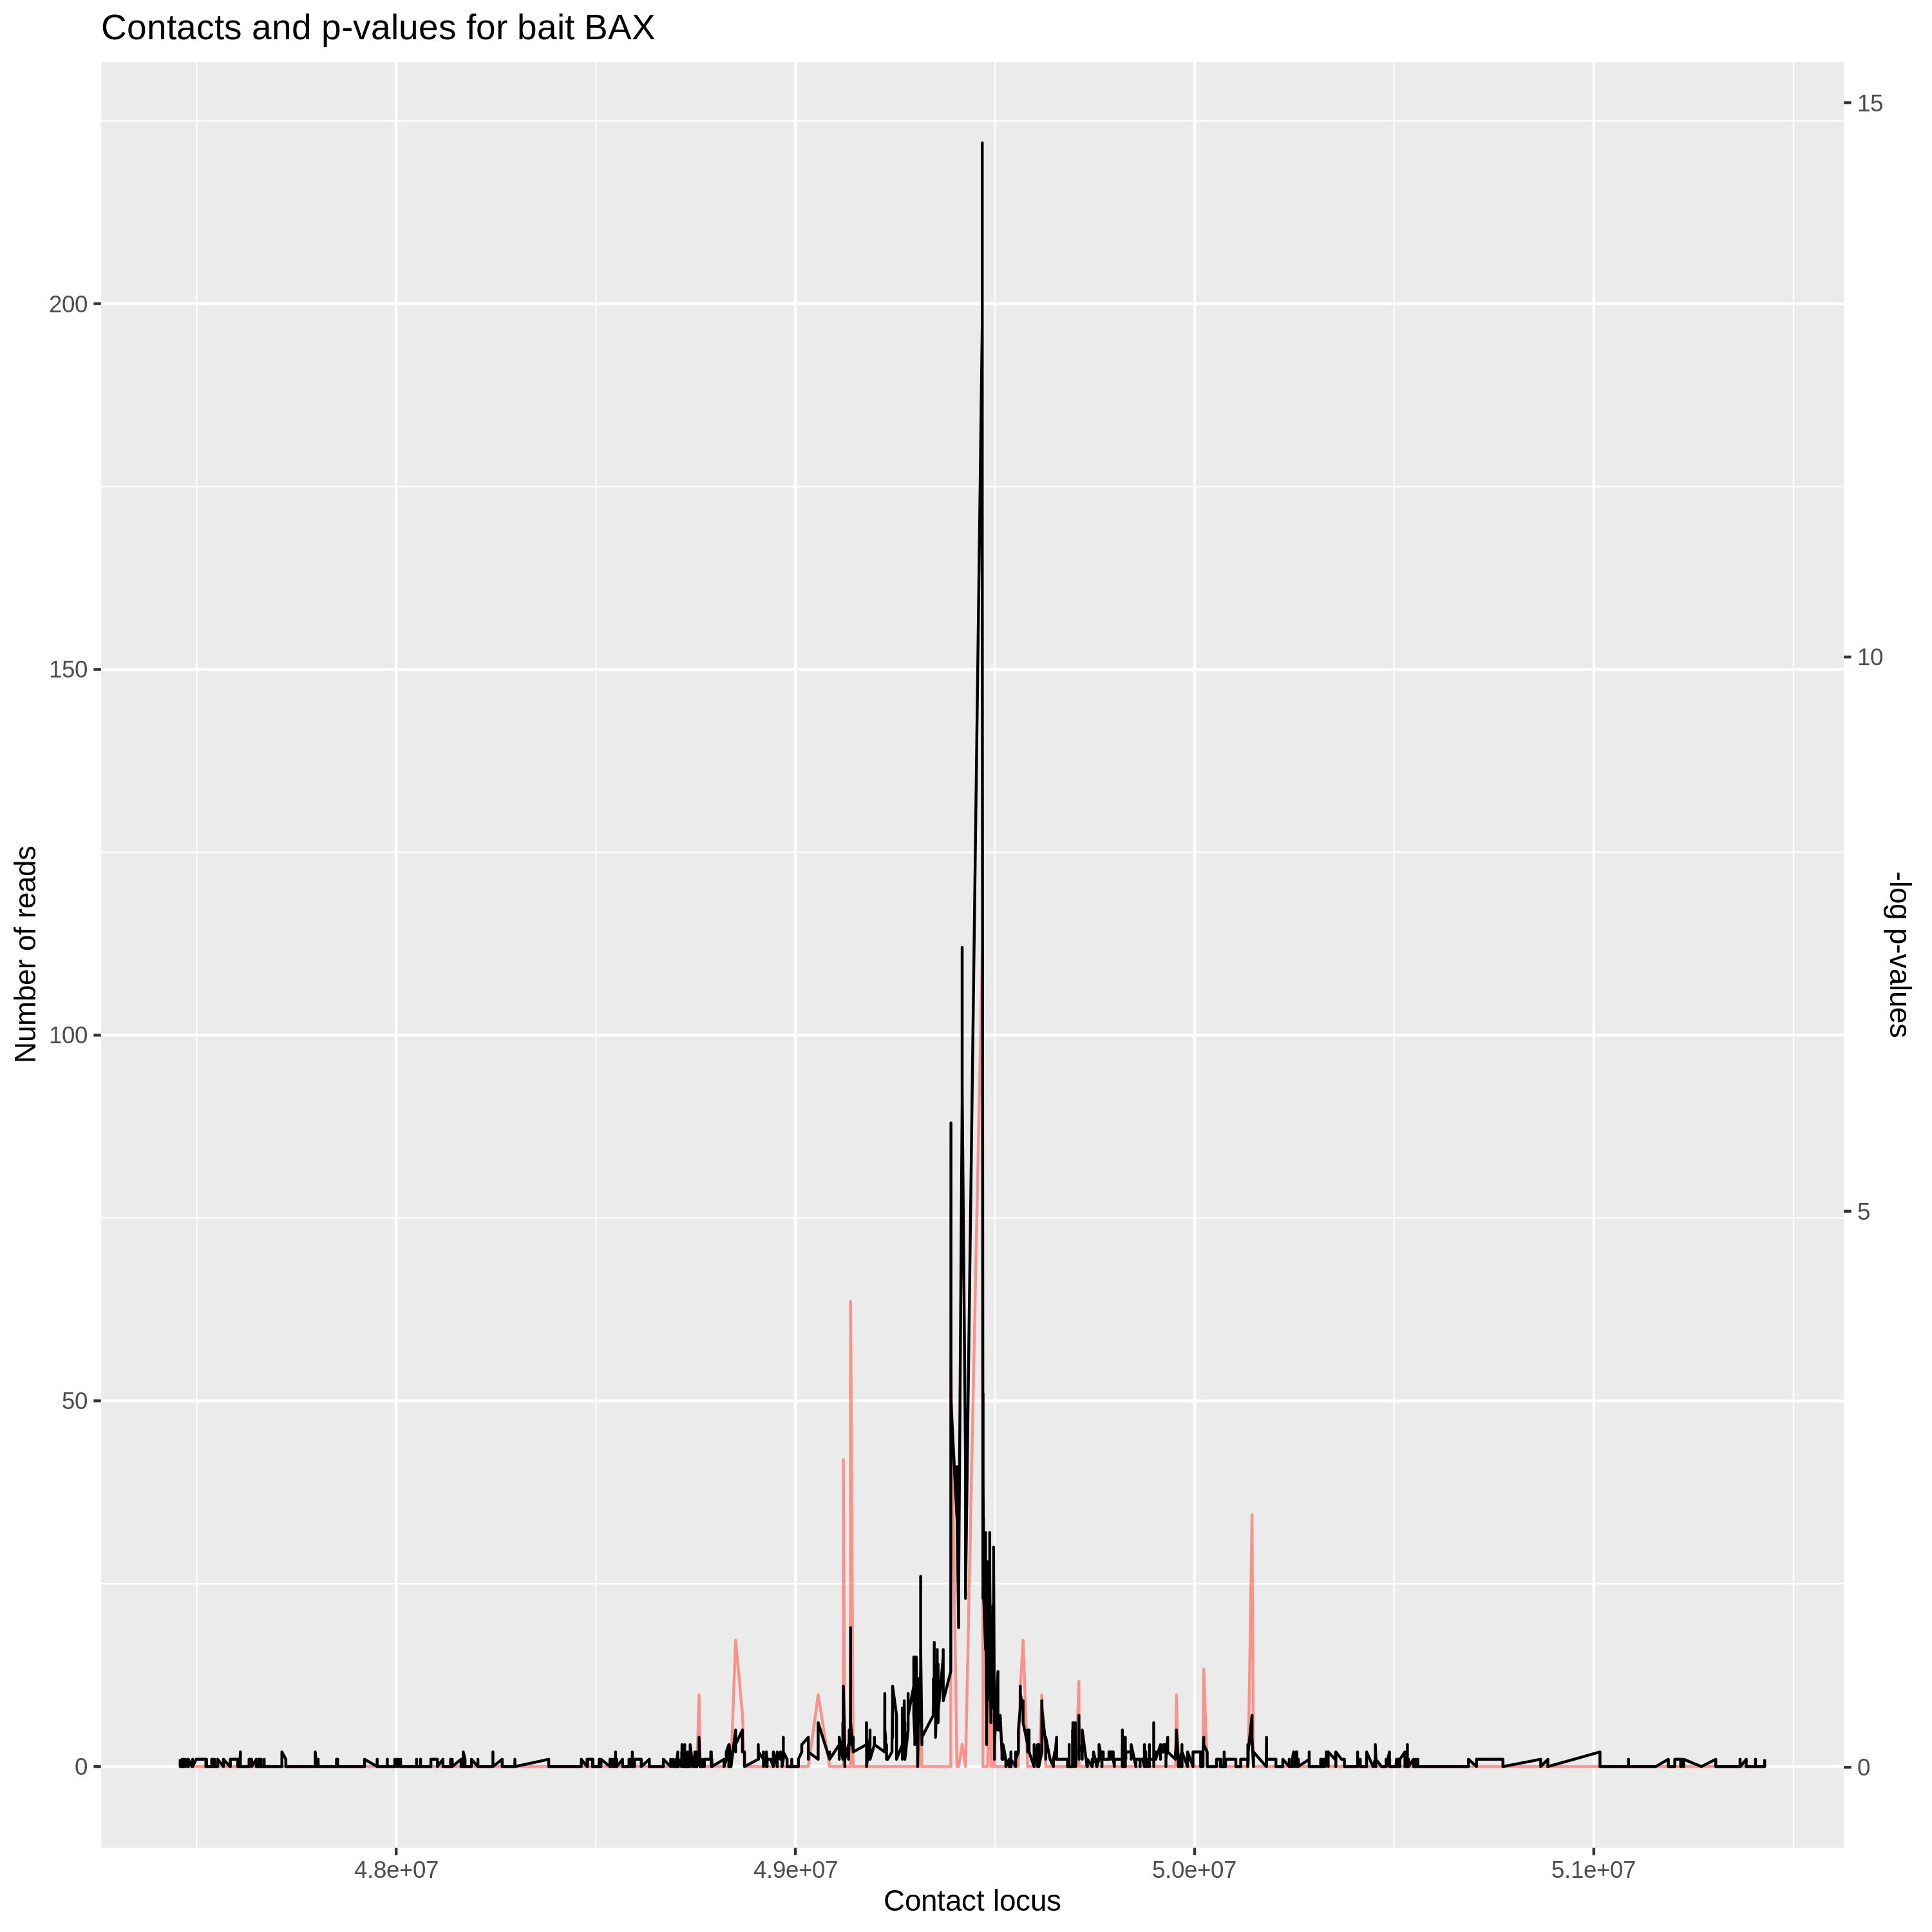 Contacts and p-values for bait BAX
15
200
150
10
Number of reads
-log p-values
100
5
50
0
0
4.8e+07
4.9e+07
5.0e+07
5.1e+07
Contact locus